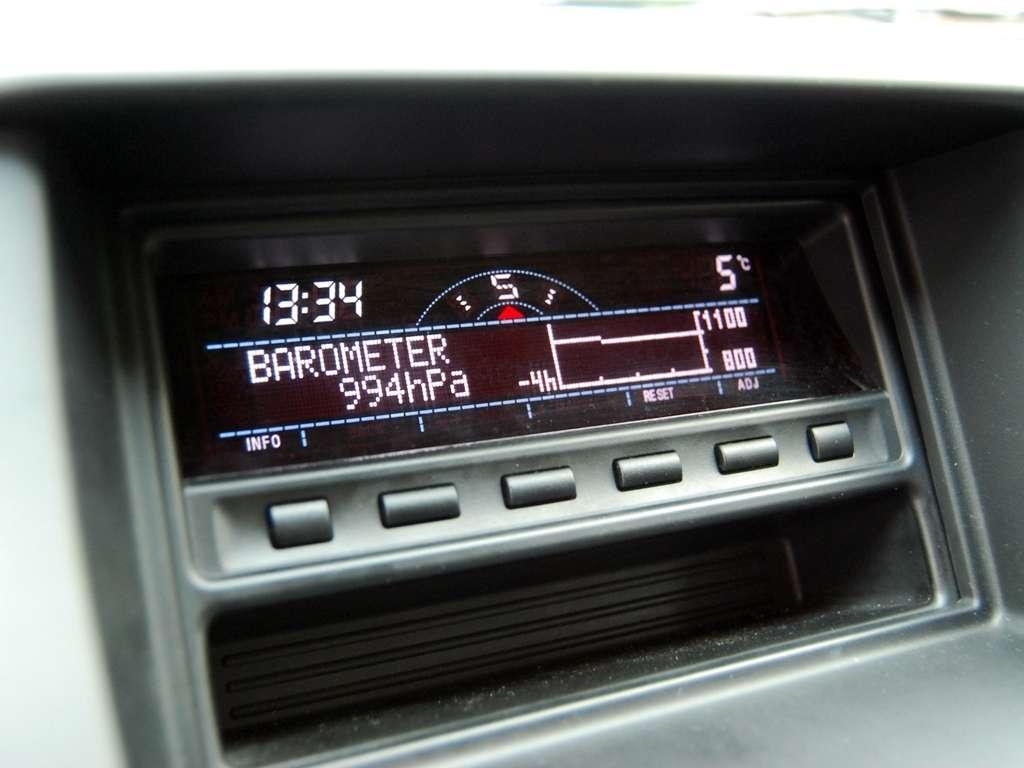 13:34 S 5°C
BAROMETER 1100
994hPa -4h 800
INFO RESET ADJ